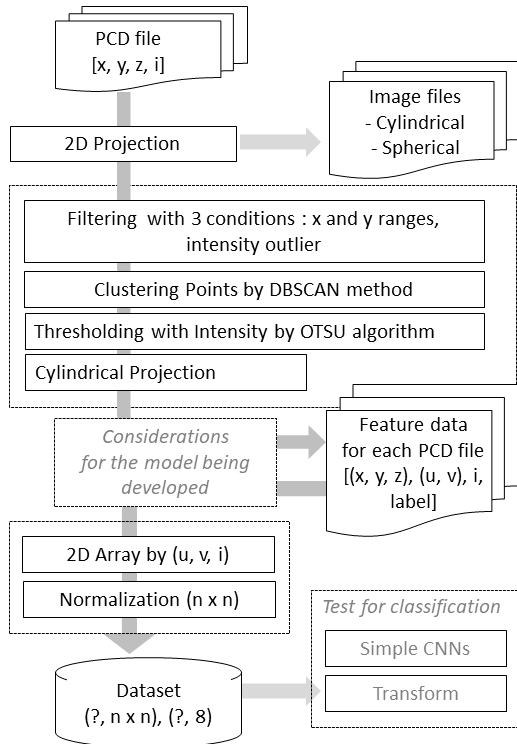 PCD file
[x, y, z, i]
2D Projection
Image files
- Cylindrical
- Spherical
Filtering with 3 conditions : x and y ranges,
intensity outlier
Clustering Points by DBSCAN method
Thresholding with Intensity by OTSU algorithm
Cylindrical Projection
Considerations
for the model being
developed
Feature data
for each PCD file
[(x, y, z), (u, v), i,
label]
2D Array by (u, v, i)
Normalization (n x n)
Dataset
(?, n x n), (?, 8)
Test for classification
Simple CNNs
Transform